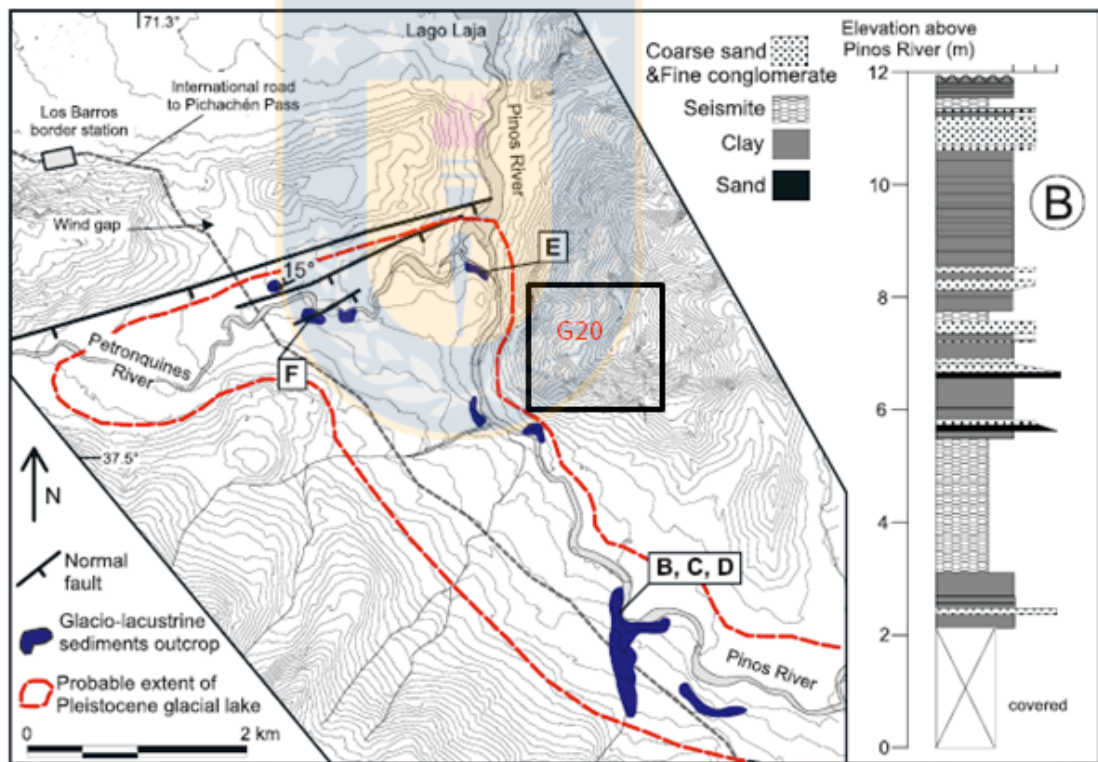 71.3°
Lago Laja
International road
to Pichachén Pass
Los Barros
border station
Pinos River
Wind gap
15°
E
G20
Petronquines
River
F
37.5°
N
B, C, D
Pinos River
Normal
fault
Glacio-lacustrine
sediments outcrop
Probable extent of
Pleistocene glacial lake
0
2 km
Coarse sand
&Fine conglomerate
Seismite
Clay
Sand
Elevation above
Pinos River (m)
12
10
8
6
4
2
0
B
covered